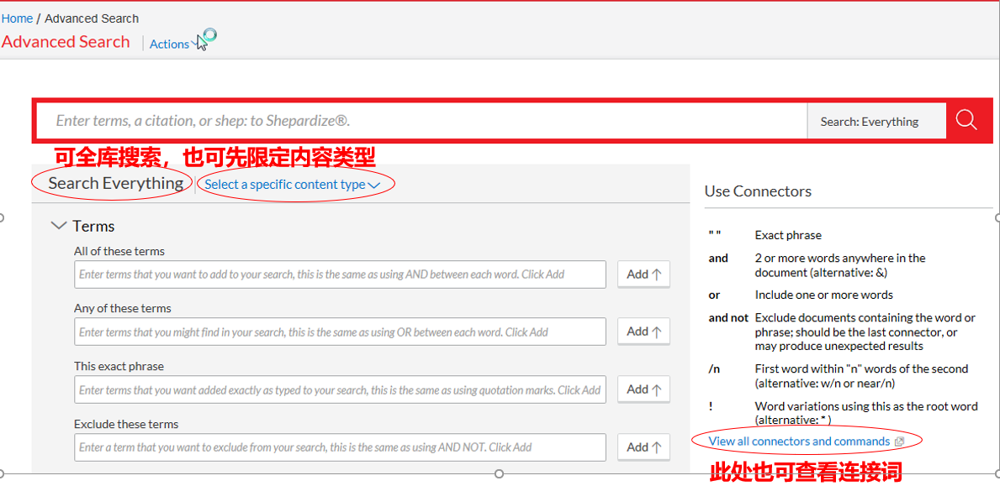 Home / Advanced Search
Advanced Search
Actions
Enter terms, a citation, or shep: to Shepardize®.
Search: Everything
可全库搜索，也可先限定内容类型
Search Everything
Select a specific content type
Terms
All of these terms
Enter terms that you want to add to your search, this is the same as using AND between each word. Click Add
Add
Any of these terms
Enter terms that you might find in your search, this is the same as using OR between each word. Click Add
Add
This exact phrase
Enter terms that you want added exactly as typed to your search, this is the same as using quotation marks. Click Add
Add
Exclude these terms
Enter a term that you want to exclude from your search, this is the same as using AND NOT. Click Add
Add
Use Connectors
" " Exact phrase
and 2 or more words anywhere in the
document (alternative: &)
or Include one or more words
and not Exclude documents containing the word or
phrase; should be the last connector, or
may produce unexpected results
/n First word within "n" words of the second
(alternative: w/n or near/n)
! Word variations using this as the root word
(alternative: * )
View all connectors and commands
此处也可查看连接词